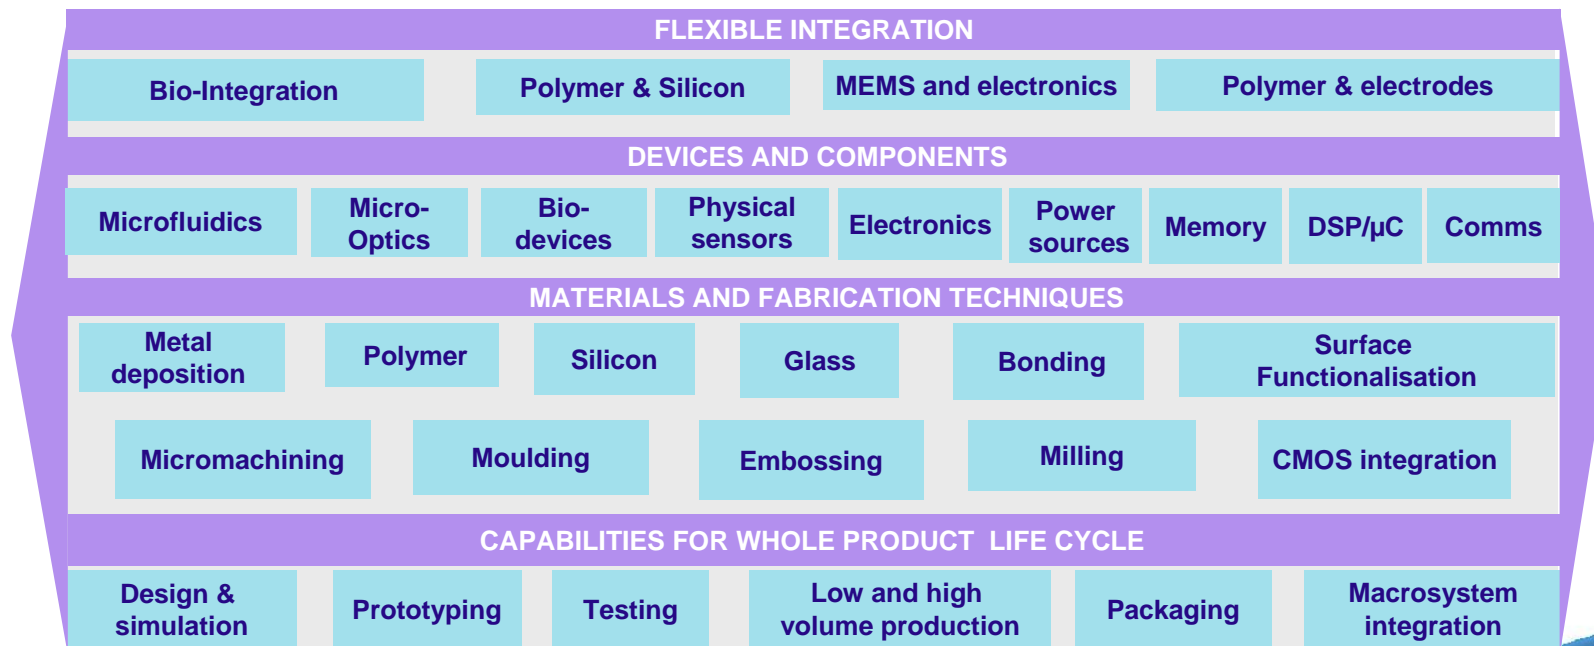 FLEXIBLE INTEGRATION
Bio-Integration
Polymer & Silicon
MEMS and electronics
Polymer & electrodes
DEVICES AND COMPONENTS
Microfluidics
Micro-
Optics
Bio-
devices
Physical
sensors
Electronics
Power
sources
Memory
DSP/µC
Comms
MATERIALS AND FABRICATION TECHNIQUES
Metal
deposition
Polymer
Silicon
Glass
Bonding
Surface
Functionalisation
Micromachining
Moulding
Embossing
Milling
CMOS integration
CAPABILITIES FOR WHOLE PRODUCT LIFE CYCLE
Design &
simulation
Prototyping
Testing
Low and high
volume production
Packaging
Macrosystem
integration